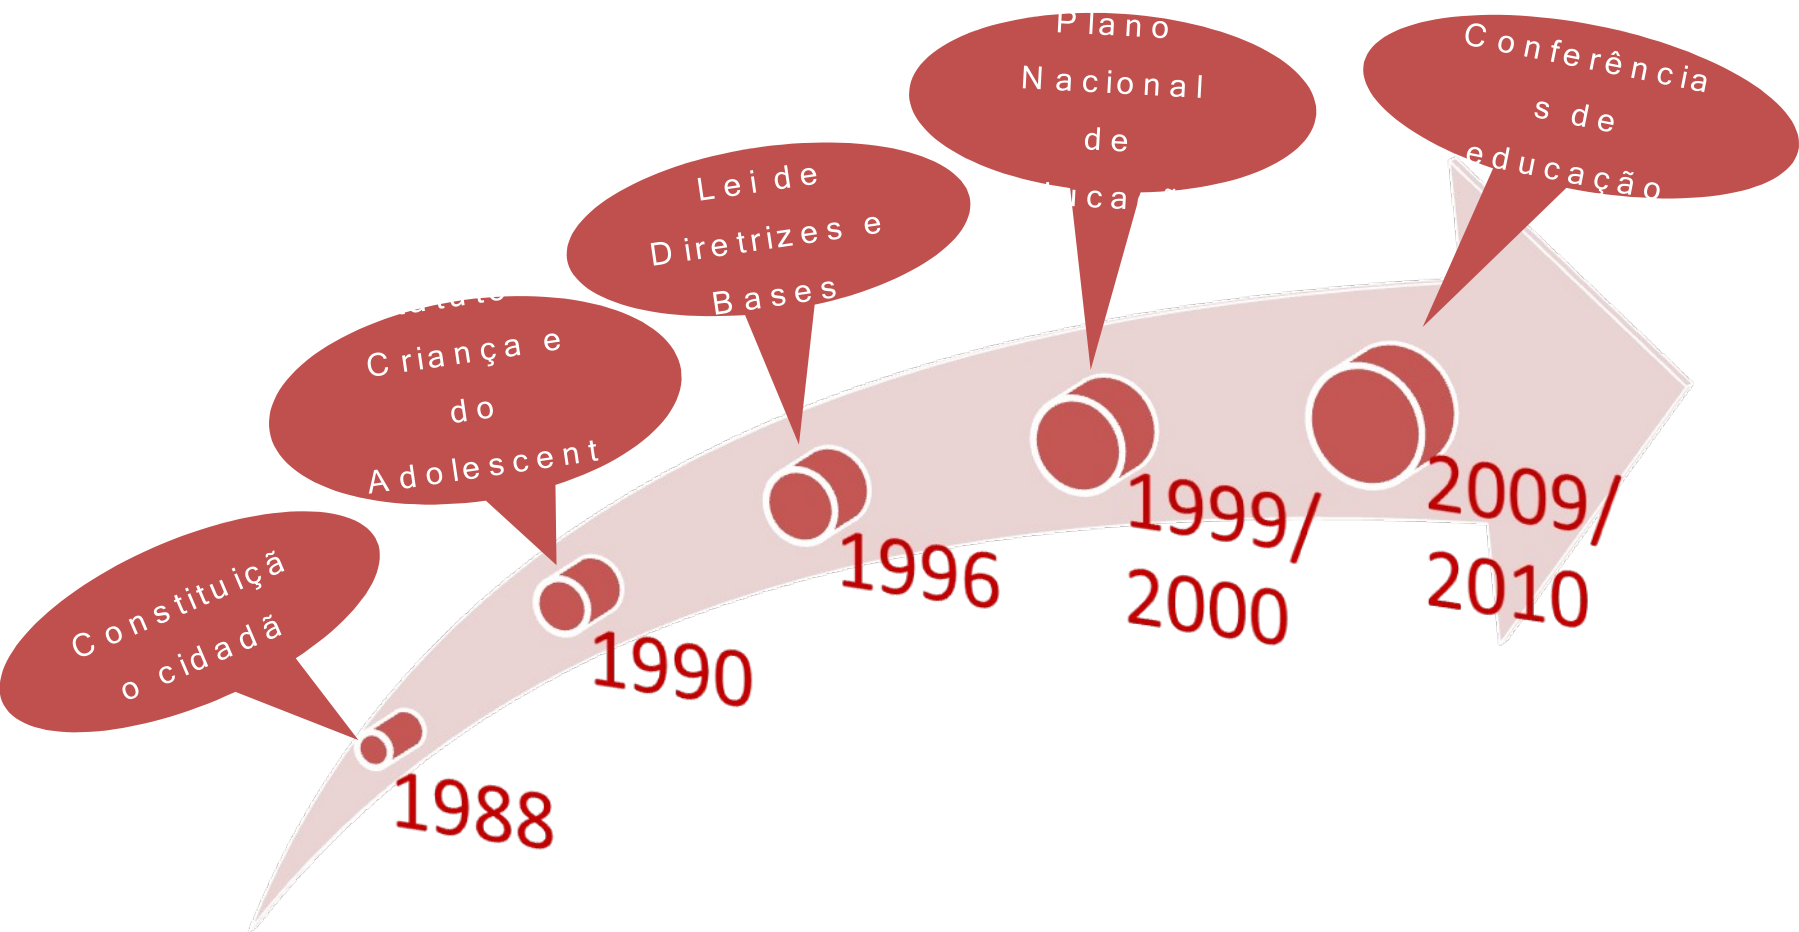 Constituiçã
o cidadã
1988
Criança e
do
Adolescent
1990
Lei de
Diretrizes e
Bases
1996
Plano
Nacional
de
1999/
2000
Conferência
s de
educação
2009/
2010